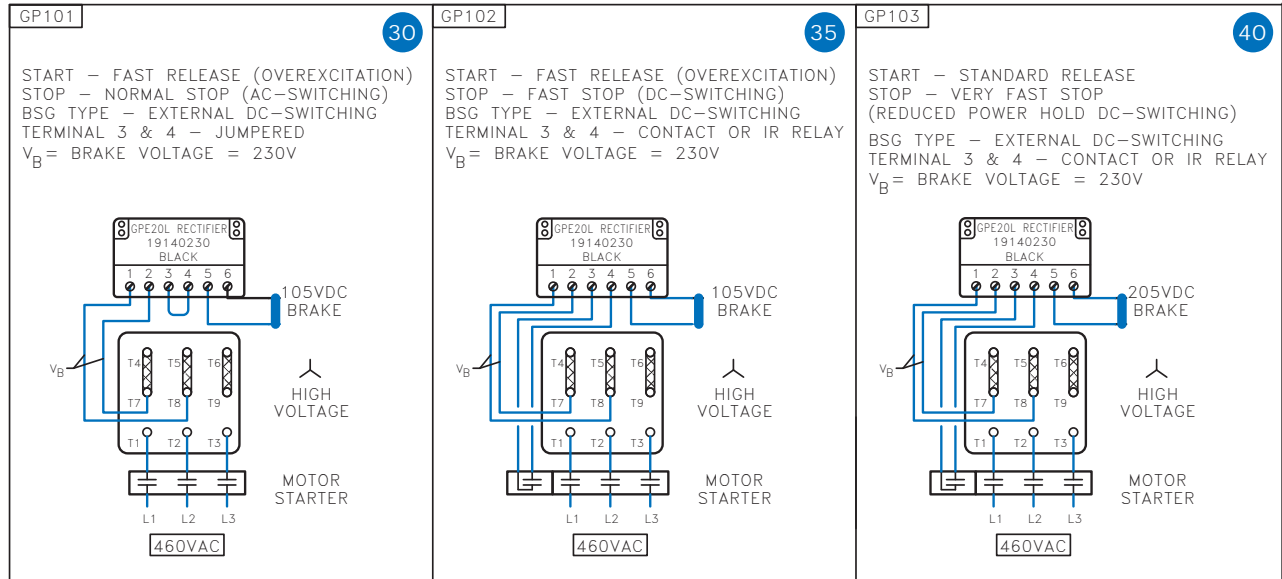 GP101
30
START – FAST RELEASE (OVEREXCITATION)
STOP – NORMAL STOP (AC-SWITCHING)
BSG TYPE – EXTERNAL DC-SWITCHING
TERMINAL 3 & 4 – JUMPERED
VB = BRAKE VOLTAGE = 230V
GPE20L RECTIFIER
19140230
BLACK
1 2 3 4 5 6
105VDC
BRAKE
VB
T4 T5 T6
T7 T8 T9
HIGH
VOLTAGE
T1 T2 T3
MOTOR
STARTER
L1 L2 L3
460VAC
GP102
35
START – FAST RELEASE (OVEREXCITATION)
STOP – FAST STOP (DC-SWITCHING)
BSG TYPE – EXTERNAL DC-SWITCHING
TERMINAL 3 & 4 – CONTACT OR IR RELAY
VB = BRAKE VOLTAGE = 230V
GPE20L RECTIFIER
19140230
BLACK
1 2 3 4 5 6
105VDC
BRAKE
VB
T4 T5 T6
T7 T8 T9
HIGH
VOLTAGE
T1 T2 T3
MOTOR
STARTER
L1 L2 L3
460VAC
GP103
40
START – STANDARD RELEASE
STOP – VERY FAST STOP
(REDUCED POWER HOLD DC-SWITCHING)
BSG TYPE – EXTERNAL DC-SWITCHING
TERMINAL 3 & 4 – CONTACT OR IR RELAY
VB = BRAKE VOLTAGE = 230V
GPE20L RECTIFIER
19140230
BLACK
1 2 3 4 5 6
205VDC
BRAKE
VB
T4 T5 T6
T7 T8 T9
HIGH
VOLTAGE
T1 T2 T3
MOTOR
STARTER
L1 L2 L3
460VAC